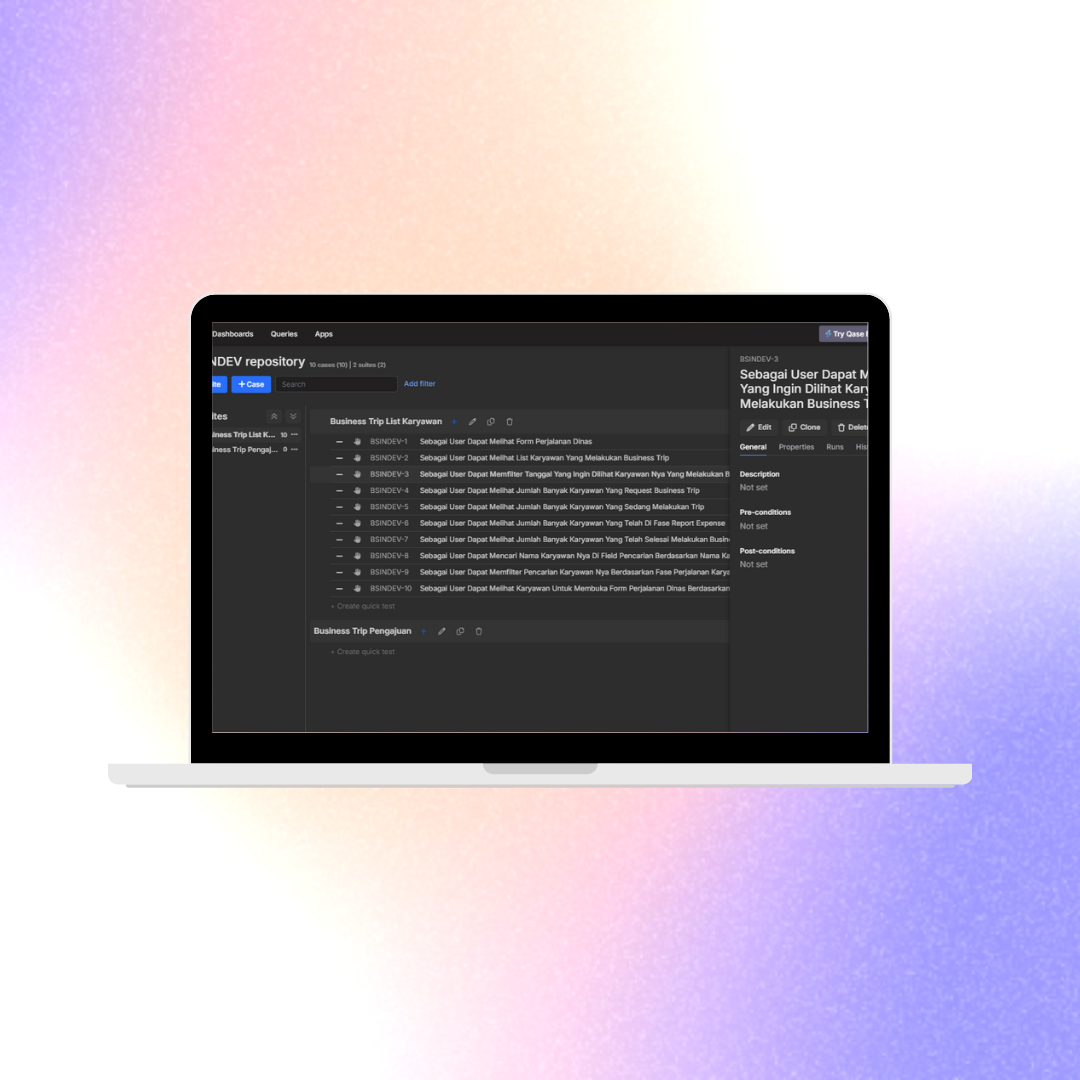 Dashboards Queries Apps
Try Qase
NDEV repository 10 cases (10) | 2 suites (2)
+ Case Search Add filter
Business Trip List Karyawan
Business Trip List K... 10
BSINDEV-1 Sebagai User Dapat Melihat Form Perjalanan Dinas
iness Trip Pengaj... 0
BSINDEV-2 Sebagai User Dapat Melihat List Karyawan Yang Melakukan Business Trip
BSINDEV-3 Sebagai User Dapat Memfilter Tanggal Yang Ingin Dilihat Karyawan Nya Yang Melakukan B
BSINDEV-4 Sebagai User Dapat Melihat Jumlah Banyak Karyawan Yang Request Business Trip
BSINDEV-5 Sebagai User Dapat Melihat Jumlah Banyak Karyawan Yang Sedang Melakukan Trip
BSINDEV-6 Sebagai User Dapat Melihat Jumlah Banyak Karyawan Yang Telah Di Fase Report Expense
BSINDEV-7 Sebagai User Dapat Melihat Jumlah Banyak Karyawan Yang Telah Selesai Melakukan Busin
BSINDEV-8 Sebagai User Dapat Mencari Nama Karyawan Nya Di Field Pencarian Berdasarkan Nama Ka
BSINDEV-9 Sebagai User Dapat Memfilter Pencarian Karyawan Nya Berdasarkan Fase Perjalanan Karya
BSINDEV-10 Sebagai User Dapat Melihat Karyawan Untuk Membuka Form Perjalanan Dinas Berdasarkan
+ Create quick test
Business Trip Pengajuan
+ Create quick test
BSINDEV-3
Sebagai User Dapat M
Yang Ingin Dilihat Kary
Melakukan Business T
Edit Clone Delet
General Properties Runs His
Description
Not set
Pre-conditions
Not set
Post-conditions
Not set